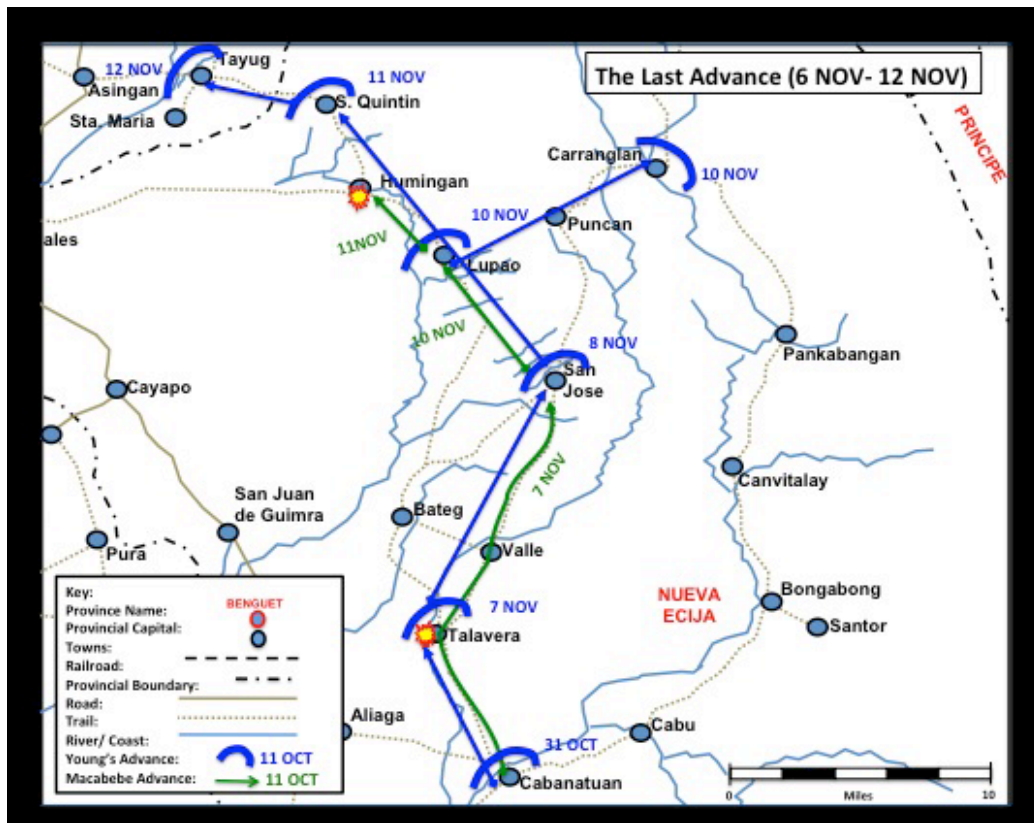 The Last Advance (6 NOV- 12 NOV)
12 NOV
Tayug
Asingan
11 NOV
S. Quintin
Sta. Maria
PRINCIPE
Carranglan
10 NOV
Humingan
10 NOV
Puncan
11NOV
ales
Lupao
10 NOV
8 NOV
Pankabangan
San
Jose
Cayapo
7 NOV
Canvitalay
San Juan
de Guimra
Bateg
Valle
Pura
NUEVA
ECIJA
Bongabong
7 NOV
Talavera
Santor
Key:
Province Name: BENGUET
Provincial Capital:
Towns:
Railroad:
Provincial Boundary:
Road:
Trail:
River/ Coast:
Young's Advance: 11 OCT
Macabebe Advance: 11 OCT
Aliaga
Cabu
31 OCT
Cabanatuan
0 Miles 10